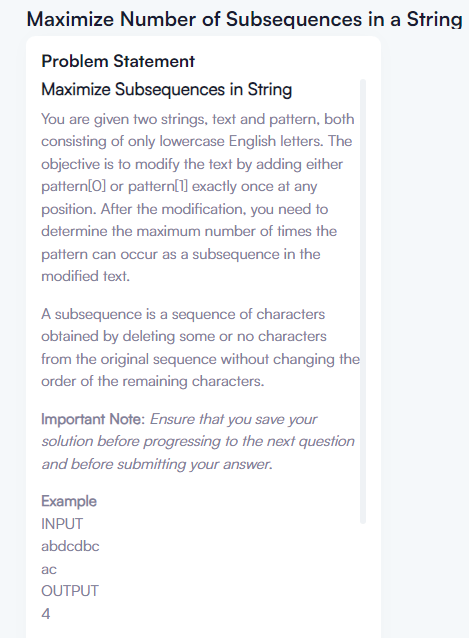 Maximize Number of Subsequences in a String
Problem Statement
Maximize Subsequences in String
You are given two strings, text and pattern, both
consisting of only lowercase English letters. The
objective is to modify the text by adding either
pattern[0] or pattern[1] exactly once at any
position. After the modification, you need to
determine the maximum number of times the
pattern can occur as a subsequence in the
modified text.
A subsequence is a sequence of characters
obtained by deleting some or no characters
from the original sequence without changing the
order of the remaining characters.
Important Note: Ensure that you save your
solution before progressing to the next question
and before submitting your answer.
Example
INPUT
abdcdbc
ac
OUTPUT
4